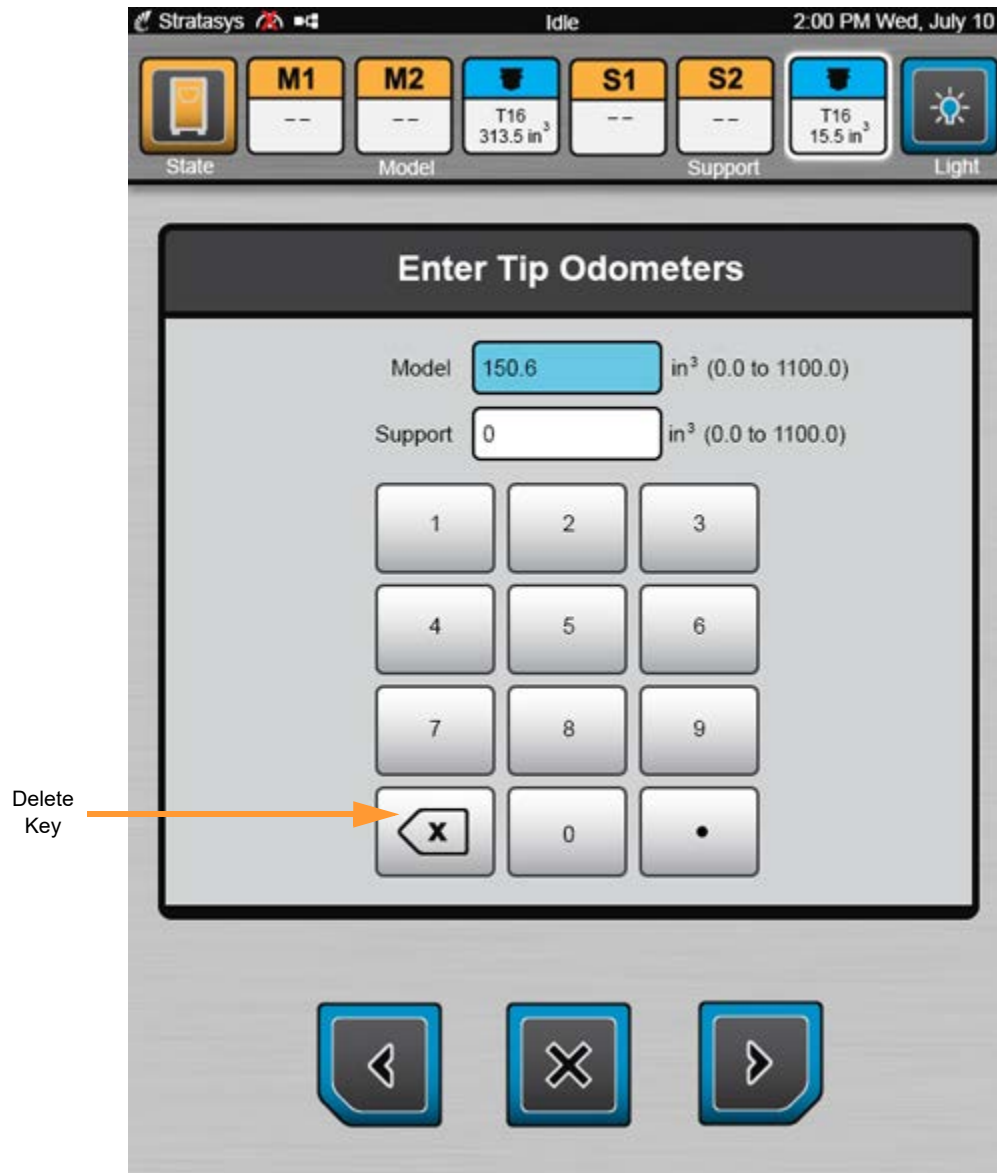 Stratasys Idle 2:00 PM Wed, July 10
M1 M2 S1 S2
-- -- T16 -- -- T16
313.5 in³ 15.5 in³
State Model Support Light
Enter Tip Odometers
Model 150.6 in³ (0.0 to 1100.0)
Support 0 in³ (0.0 to 1100.0)
1 2 3
4 5 6
7 8 9
Delete
Key
X 0 •